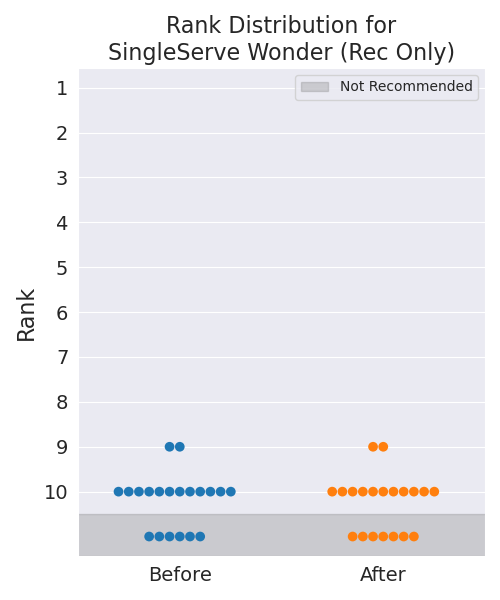 Rank Distribution for
SingleServe Wonder (Rec Only)
Not Recommended
1
2
3
4
5
6
7
8
9
10
Rank
Before
After